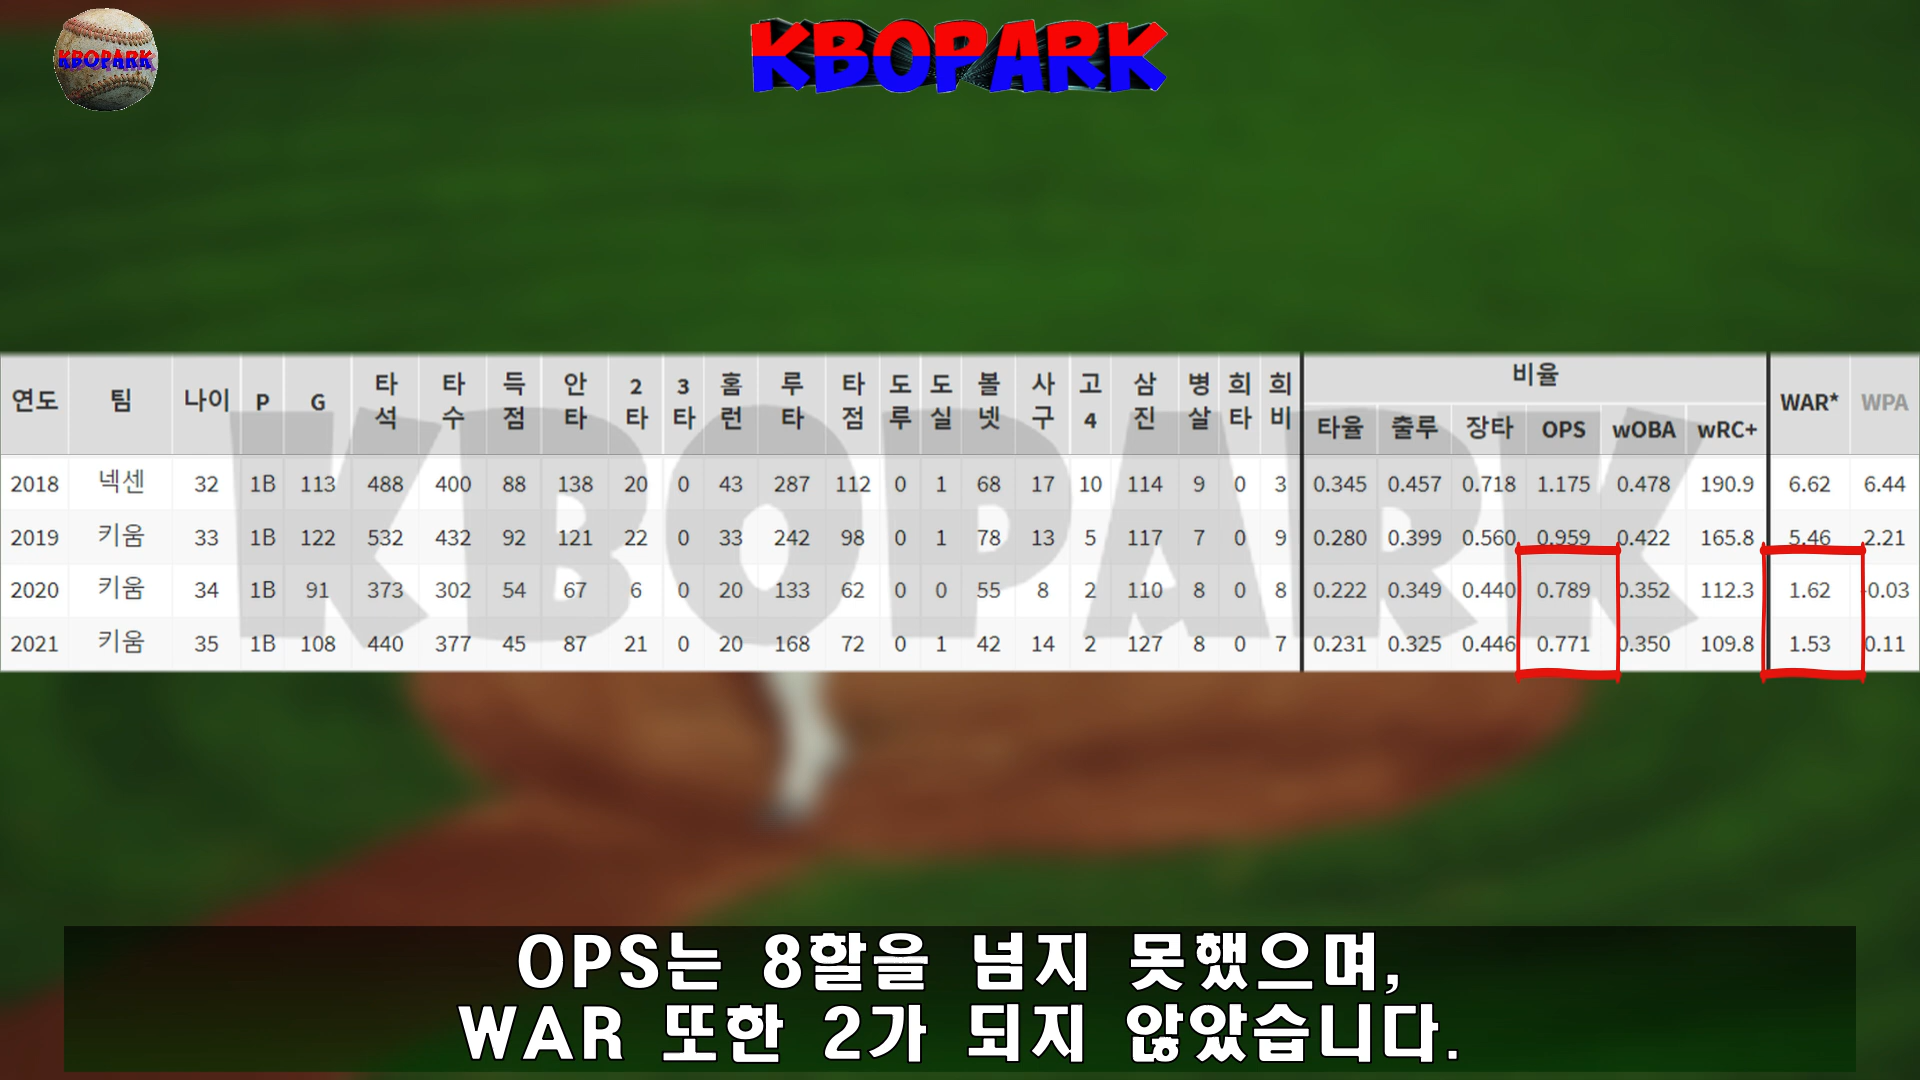 KBOPARK
KBOPARK
연도 팀 나이 P G 타석 타수 득점 안타 2타 3타 홈런 루타 타점 도루 도실 볼넷 사구 고4 삼진 병살 희타 희비 비율 WAR* WPA
타율 출루 장타 OPS wOBA wRC+
2018 넥센 32 1B 113 488 400 88 138 20 0 43 287 112 0 1 68 17 10 114 9 0 3 0.345 0.457 0.718 1.175 0.478 190.9 6.62 6.44
2019 키움 33 1B 122 532 432 92 121 22 0 33 242 98 0 1 78 13 5 117 7 0 9 0.280 0.399 0.560 0.959 0.422 165.8 5.46 2.21
2020 키움 34 1B 91 373 302 54 67 6 0 20 133 62 0 0 55 8 2 110 8 0 8 0.222 0.349 0.440 0.789 0.352 112.3 1.62 -0.03
2021 키움 35 1B 108 440 377 45 87 21 0 20 168 72 0 1 42 14 2 127 8 0 7 0.231 0.325 0.446 0.771 0.350 109.8 1.53 0.11
KBOPARK
OPS는 8할을 넘지 못했으며,
WAR 또한 2가 되지 않았습니다.